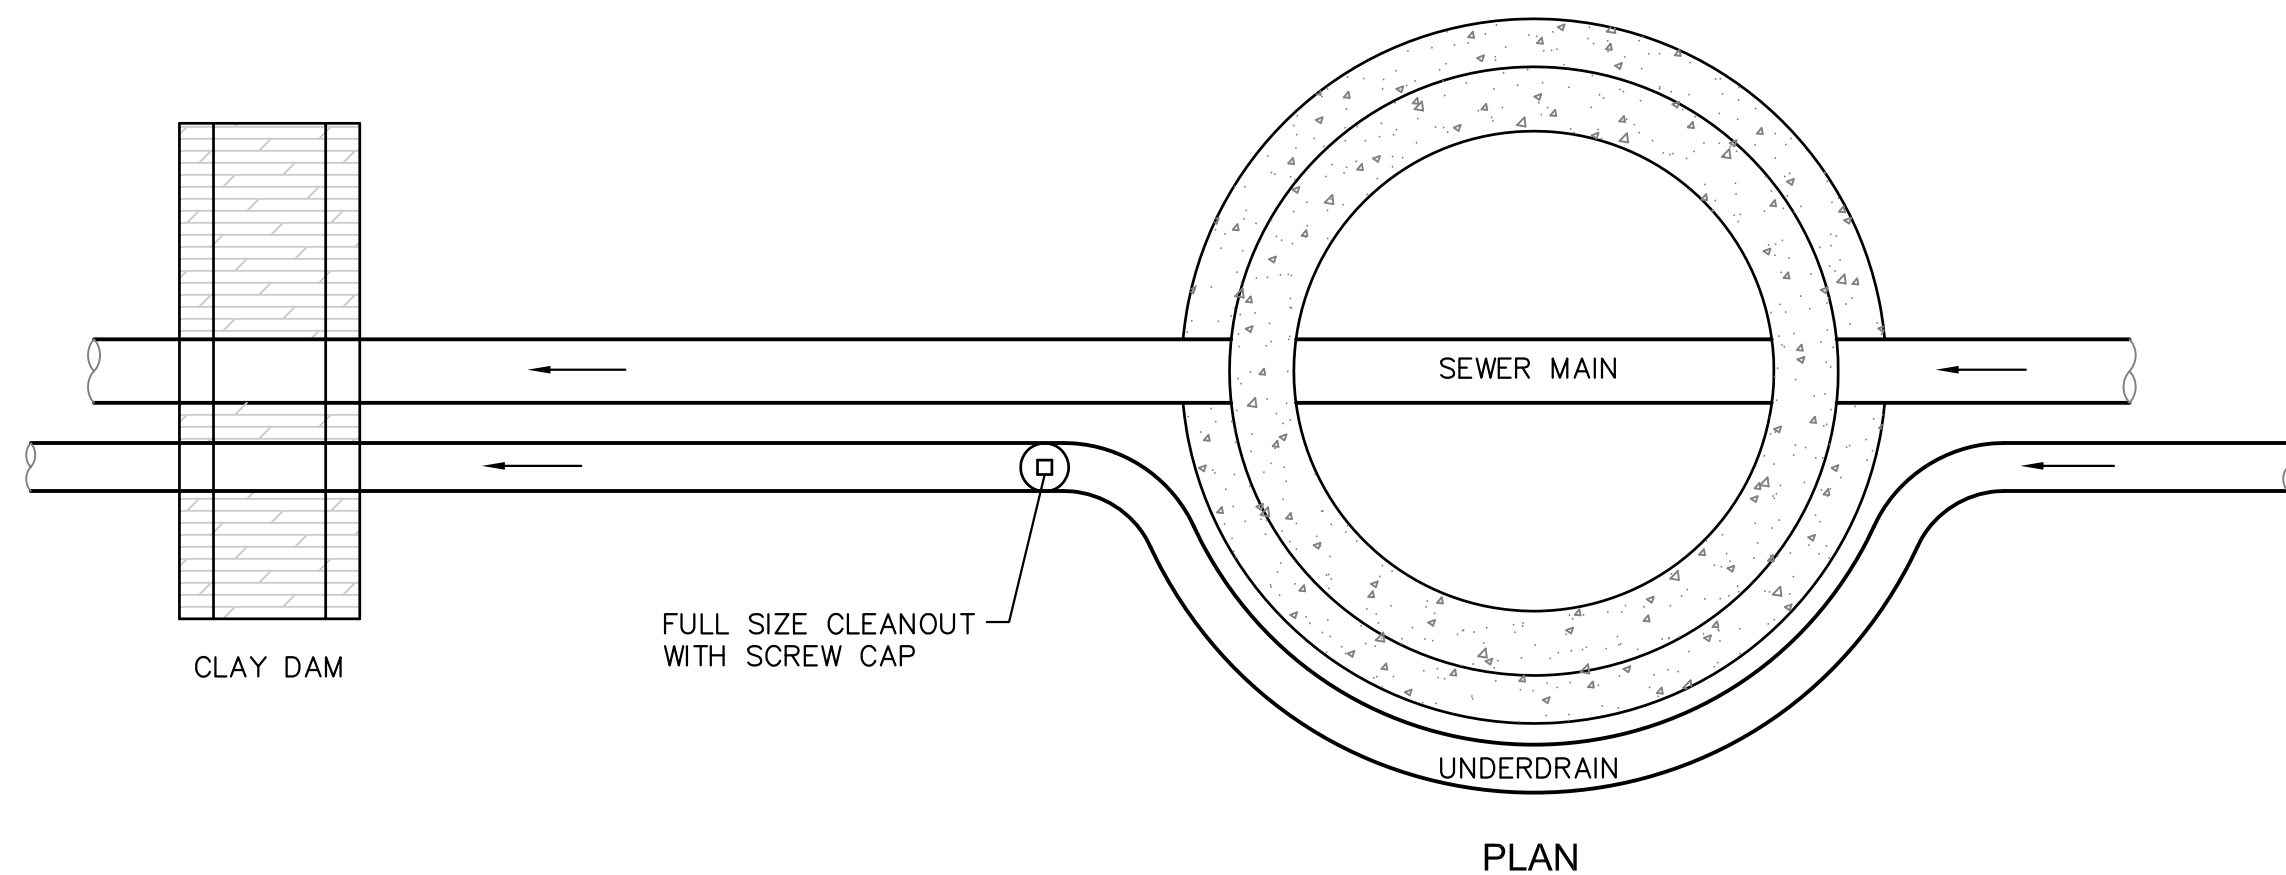 SEWER MAIN
FULL SIZE CLEANOUT
WITH SCREW CAP
CLAY DAM
UNDERDRAIN
PLAN